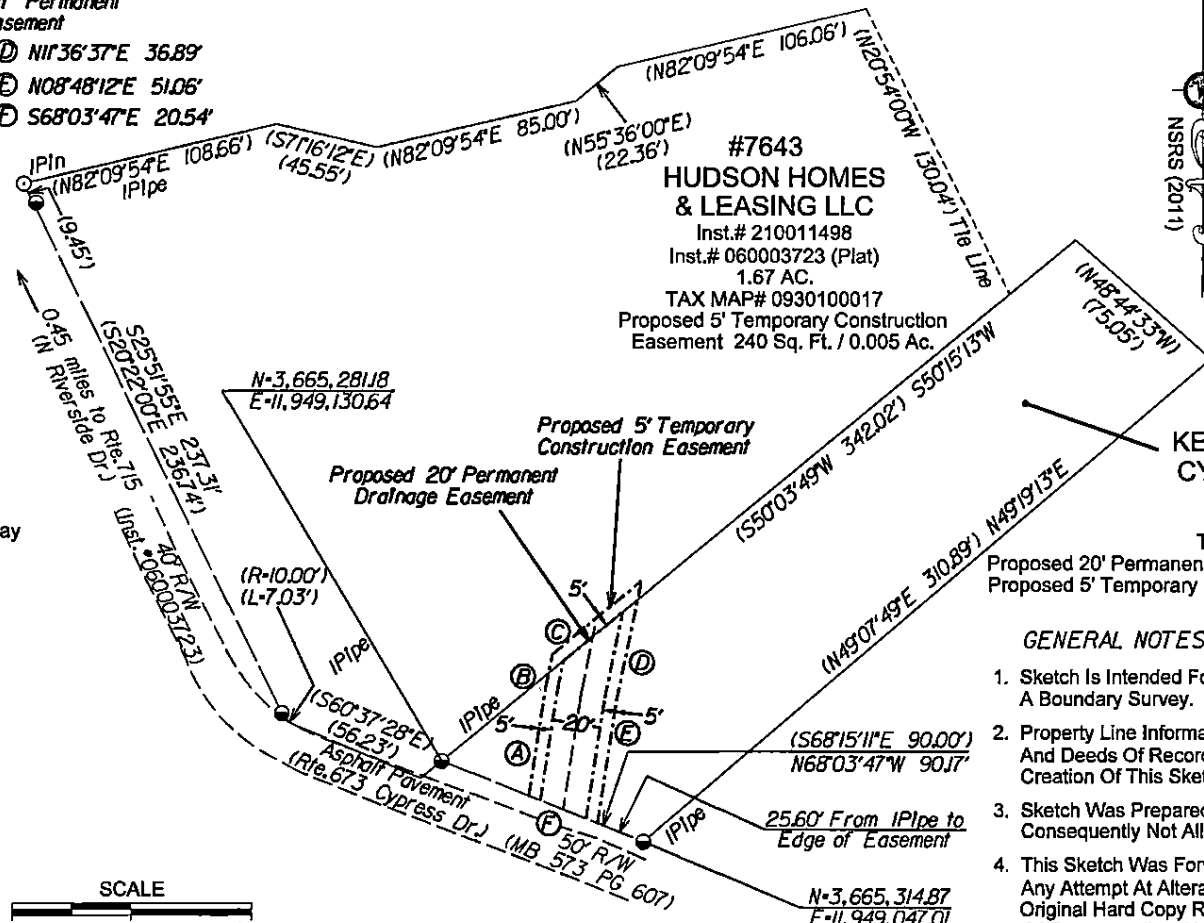 Permanent
asement
Ⓓ N11°36'37"E 36.89'
Ⓔ N08°48'12"E 51.06'
S68°03'47"E 20.54'
IPin
(N82°09'54"E 108.66')
IPipe
(S71°16'12"E)
(45.55')
(N82°09'54"E 85.00')
(N55°36'00"E)
(22.36')
(N82°09'54"E 106.06')
(N20°54'00"W 130.04') Tie Line
NSRS (2011)
#7643
HUDSON HOMES
& LEASING LLC
Inst.# 210011498
Inst.# 060003723 (Plat)
1.67 AC.
TAX MAP# 0930100017
Proposed 5' Temporary Construction
Easement 240 Sq. Ft. / 0.005 Ac.
(9.45')
0.45 miles to Rte.715
(N Riverside Dr.)
S25°51'55"E 237.31'
(S20°22'00"E 236.74')
40' R/W
(Inst.#060003723)
N=3,665,281.18
E=11,949,130.64
Proposed 5' Temporary
Construction Easement
Proposed 20' Permanent
Drainage Easement
(S50°03'49"W 342.02') S50°15'13"W
(N48°44'33"W)
(75.05')
KE
CY
T
Proposed 20' Permanen
Proposed 5' Temporary
(N49°07'49"E 310.89') N49°19'13"E
ay
(R=10.00')
(L=7.03')
IPipe
(S60°37'28"E)
(56.23')
Asphalt Pavement
(Rte.673 Cypress Dr.)
(MB 573 PG 607)
50' R/W
IPipe
5'
Ⓒ
Ⓑ
Ⓓ
5'
20'
5'
Ⓐ
Ⓔ
Ⓕ
(S68°15'11"E 90.00')
N68°03'47"W 90.17'
25.60' From IPipe to
Edge of Easement
IPipe
N=3,665,314.87
E=11,949,047.01
GENERAL NOTES
1. Sketch Is Intended Fo
A Boundary Survey.
2. Property Line Informa
And Deeds Of Recor
Creation Of This Ske
3. Sketch Was Prepare
Consequently Not All
4. This Sketch Was For
Any Attempt At Altera
Original Hard Copy R
SCALE